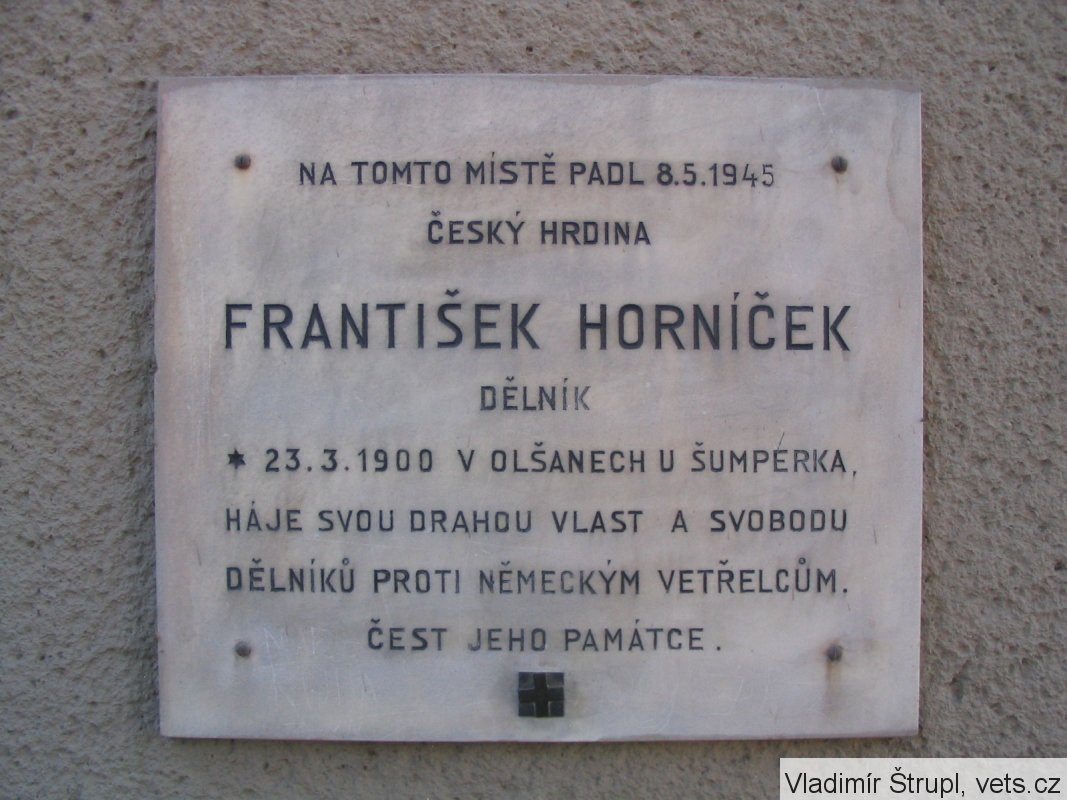 NA TOMTO MÍSTĚ PADL 8.5.1945
ČESKÝ HRDINA
FRANTIŠEK HORNÍČEK
DĚLNÍK
* 23.3.1900 V OLŠANECH U ŠUMPERKA,
HÁJE SVOU DRAHOU VLAST A SVOBODU
DĚLNÍKŮ PROTI NĚMECKÝM VETŘELCŮM.
ČEST JEHO PAMÁTCE.
Vladimír Štrupl, vets.cz